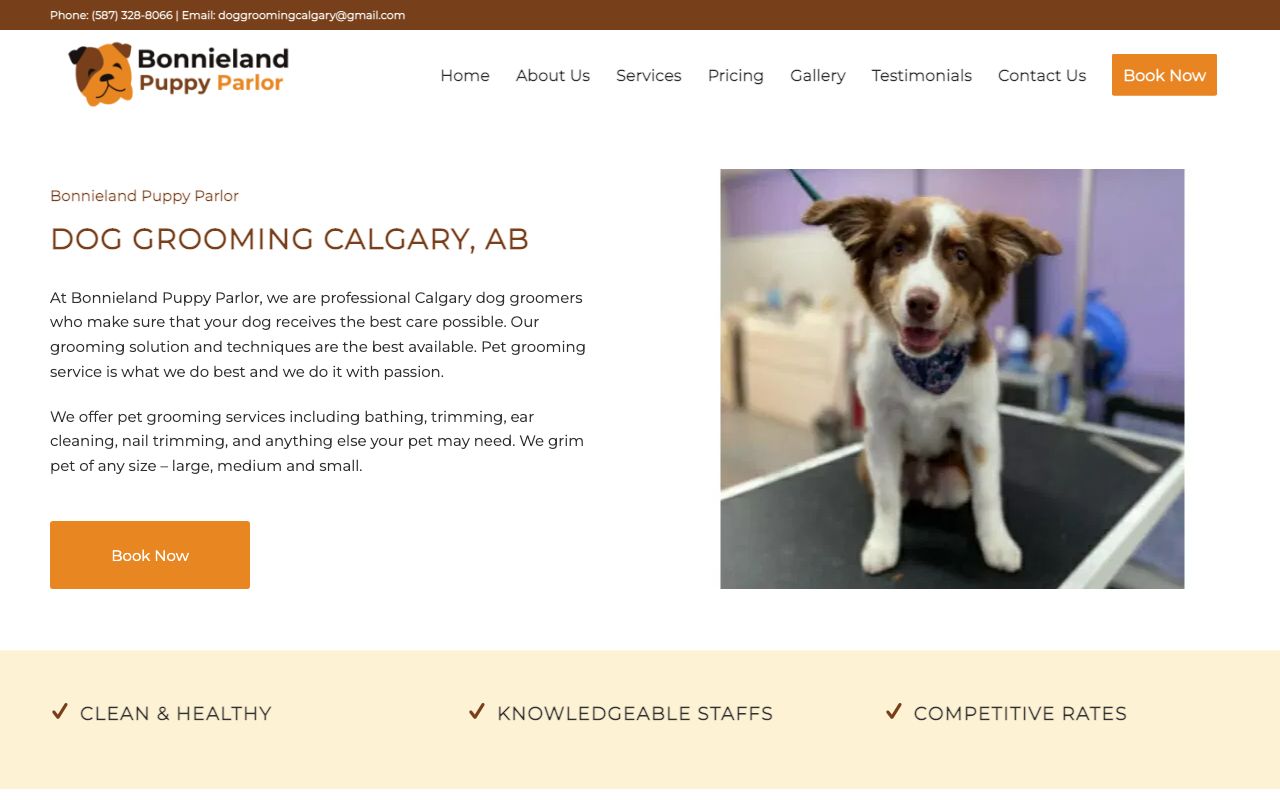 Phone: (587) 328-8066 | Email: doggroomingcalgary@gmail.com
Bonnieland
Puppy Parlor
Home About Us Services Pricing Gallery Testimonials Contact Us Book Now
Bonnieland Puppy Parlor
DOG GROOMING CALGARY, AB
At Bonnieland Puppy Parlor, we are professional Calgary dog groomers
who make sure that your dog receives the best care possible. Our
grooming solution and techniques are the best available. Pet grooming
service is what we do best and we do it with passion.
We offer pet grooming services including bathing, trimming, ear
cleaning, nail trimming, and anything else your pet may need. We grim
pet of any size – large, medium and small.
Book Now
CLEAN & HEALTHY
KNOWLEDGEABLE STAFFS
COMPETITIVE RATES